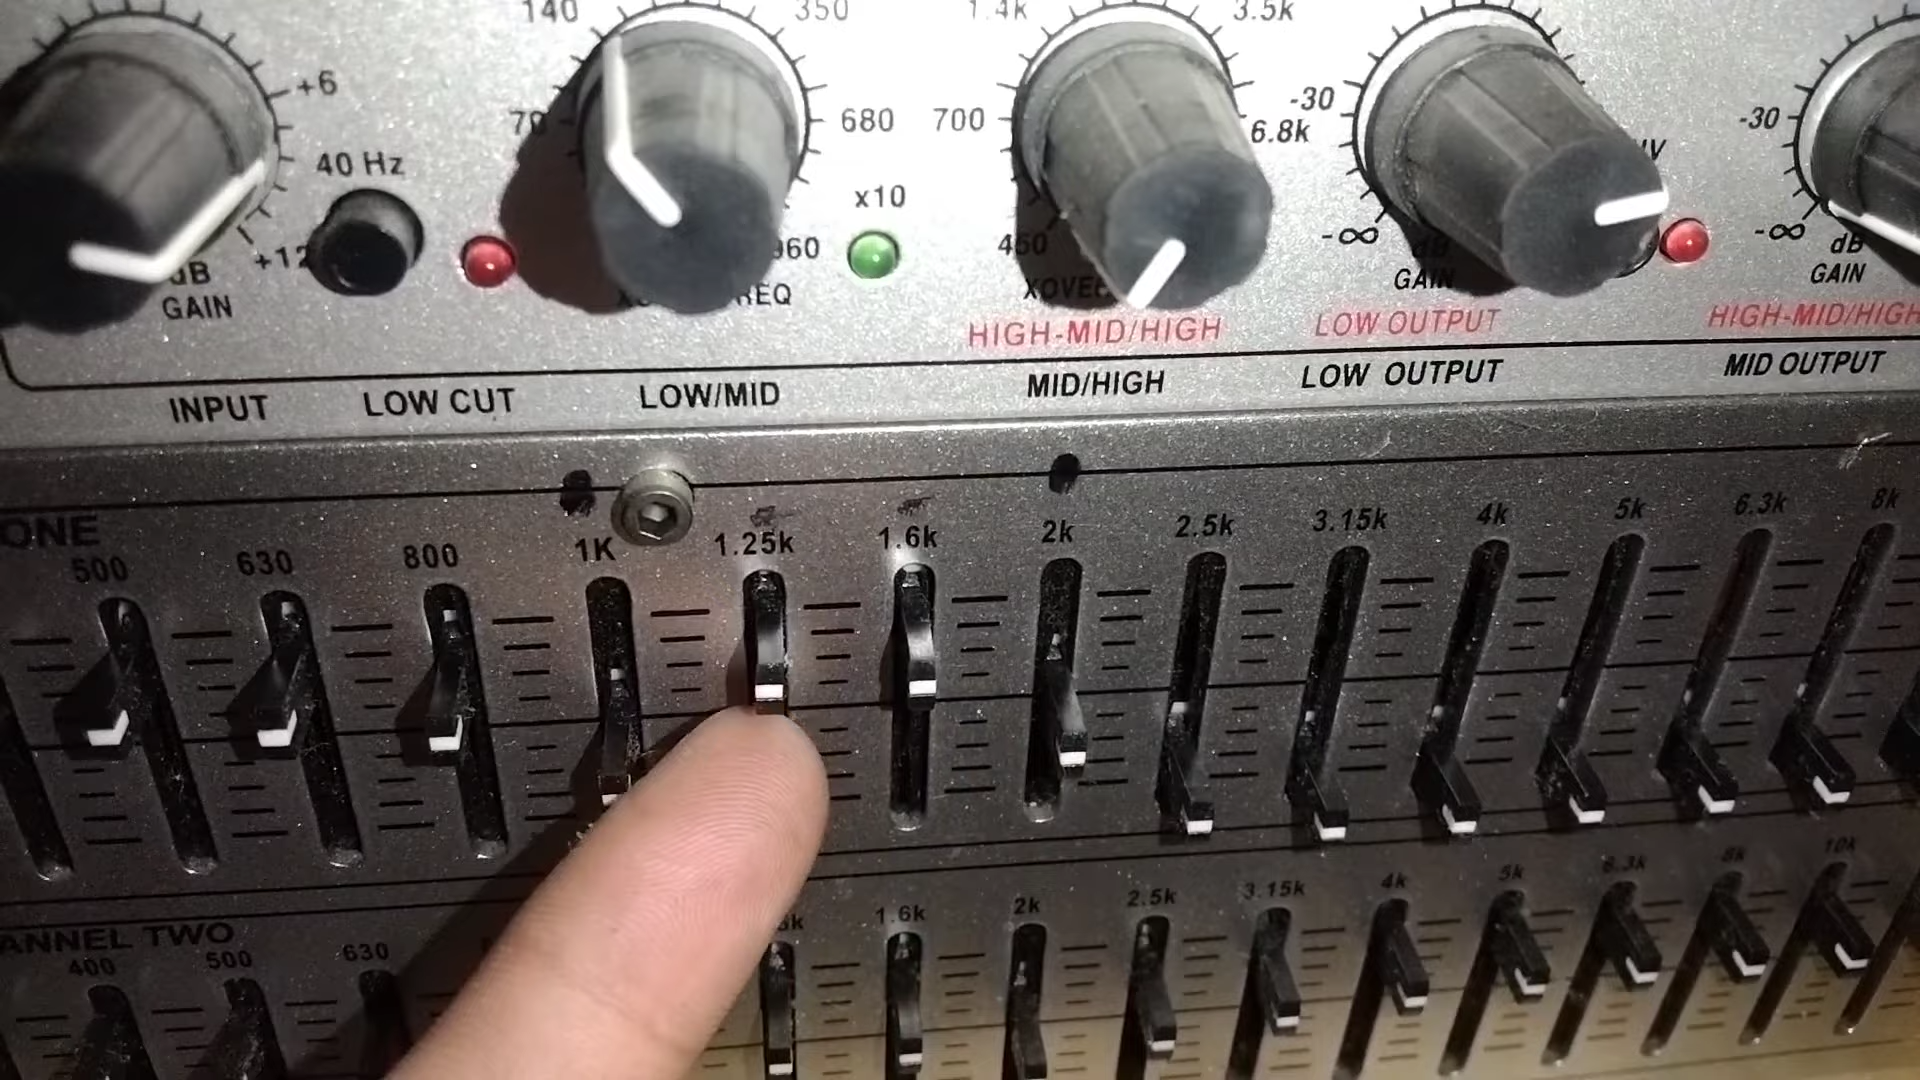 140 350 1.4k 3.5k
+6 70 680 700 6.8k -30 -30
40 Hz x10
+12 dB 960 450 -∞ dB -∞ dB
GAIN GAIN GAIN
HIGH-MID/HIGH LOW OUTPUT HIGH-MID/HIGH
INPUT LOW CUT LOW/MID MID/HIGH LOW OUTPUT MID OUTPUT
ONE
500 630 800 1K 1.25k 1.6k 2k 2.5k 3.15k 4k 5k 6.3k 8k
ANNEL TWO
400 500 630 1.6k 2k 2.5k 3.15k 4k 5k 6.3k 8k 10k